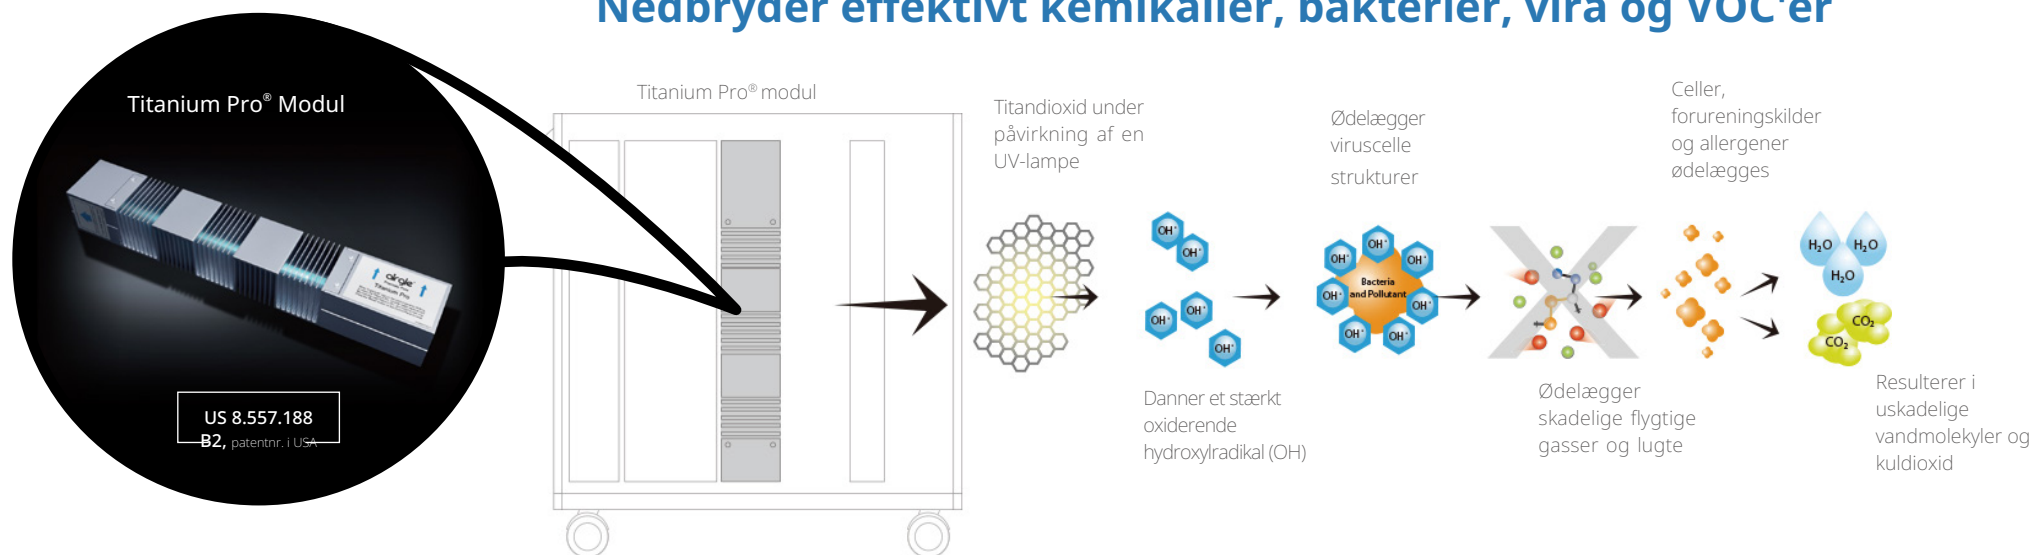 Nedbryder effektivt kemikalier, bakterier, vira og VOC'er
Titanium Pro® Modul
airgle
Titanium Pro
US 8.557.188
B2, patentnr. i USA
Titanium Pro® modul
Titandioxid under
påvirkning af en
UV-lampe
OH•
OH•
OH•
OH•
OH•
Danner et stærkt
oxiderende
hydroxylradikal (OH)
Ødelægger
viruscelle
strukturer
OH•
OH•
OH•
OH•
Bacteria
and Pollutant
OH•
OH•
OH•
Ødelægger
skadelige flygtige
gasser og lugte
Celler,
forureningskilder
og allergener
ødelægges
H₂O H₂O
H₂O
CO₂
CO₂
Resulterer i
uskadelige
vandmolekyler og
kuldioxid